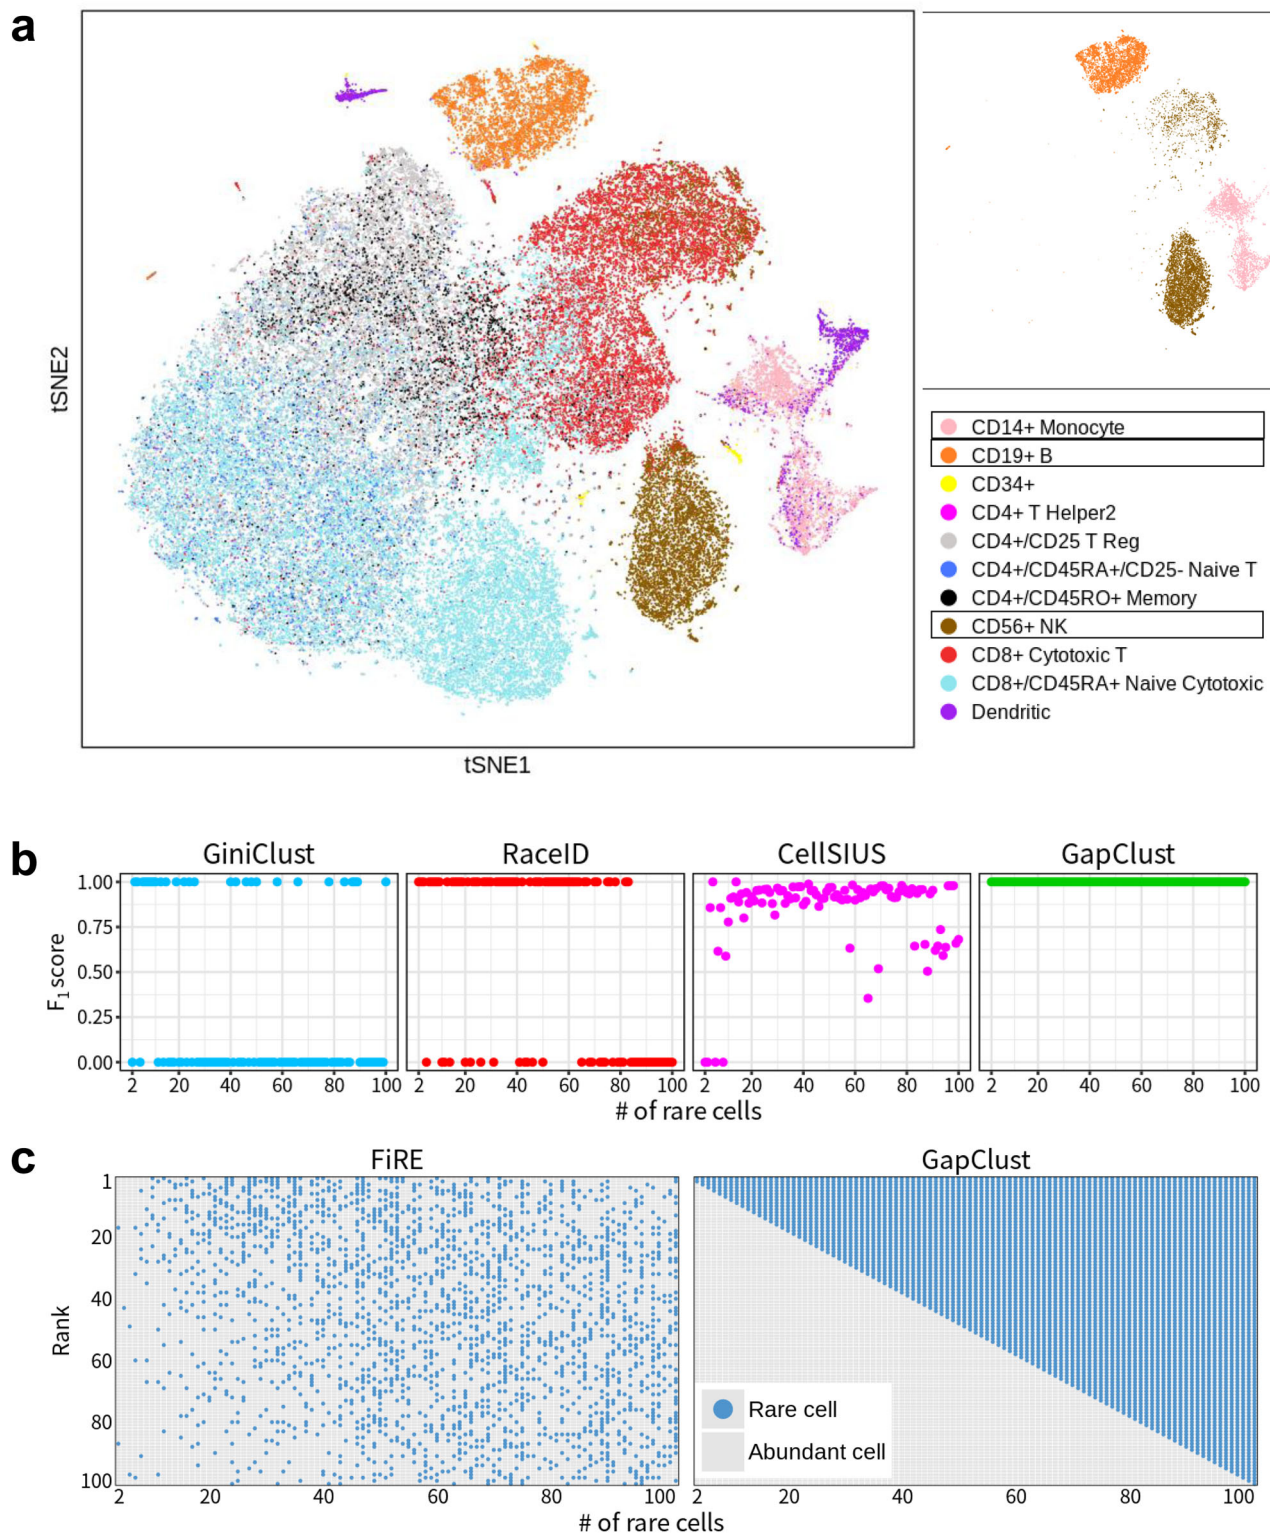 a
tSNE2
tSNE1
CD14+ Monocyte
CD19+ B
CD34+
CD4+ T Helper2
CD4+/CD25 T Reg
CD4+/CD45RA+/CD25- Naive T
CD4+/CD45RO+ Memory
CD56+ NK
CD8+ Cytotoxic T
CD8+/CD45RA+ Naive Cytotoxic
Dendritic
b
GiniClust RaceID CellSIUS GapClust
F1 score
1.00
0.75
0.50
0.25
0.00
2 20 40 60 80 100 2 20 40 60 80 100 2 20 40 60 80 100 2 20 40 60 80 100
# of rare cells
c
FiRE GapClust
Rank
1
20
40
60
80
100
Rare cell
Abundant cell
2 20 40 60 80 100 2 20 40 60 80 100
# of rare cells